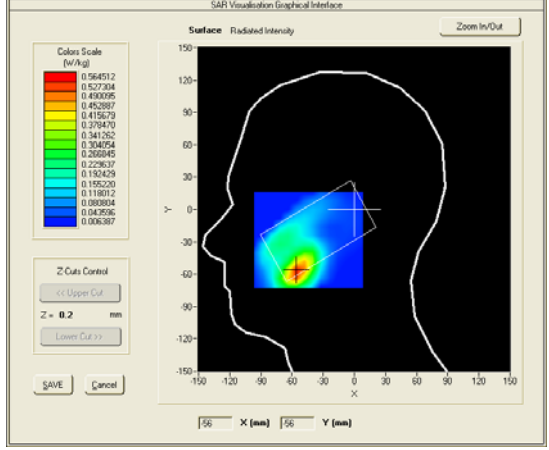 SAR Visualisation Graphical Interface
Surface Radiated Intensity
Zoom In/Out
Colors Scale
(W/kg)
0.564512
0.527304
0.490095
0.452887
0.415679
0.378470
0.341262
0.304054
0.266845
0.229637
0.192429
0.155220
0.118012
0.080804
0.043596
0.006387
Z-Cuts Control
<< Upper Cut
Z = 0.2 mm
Lower Cut >>
SAVE Cancel
150
120
90
60
30
0
-30
-60
-90
-120
-150
Y
-150 -120 -90 -60 -30 0 30 60 90 120 150
X
-56 X (mm) -56 Y (mm)